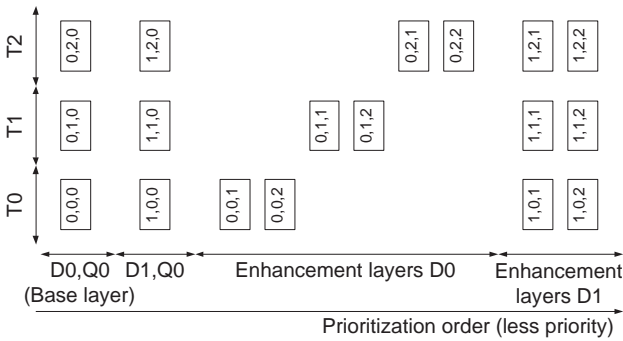 T2
0,2,0
1,2,0
0,2,1
0,2,2
1,2,1
1,2,2
T1
0,1,0
1,1,0
0,1,1
0,1,2
1,1,1
1,1,2
T0
0,0,0
1,0,0
0,0,1
0,0,2
1,0,1
1,0,2
D0,Q0
(Base layer)
D1,Q0
Enhancement layers D0
Enhancement
layers D1
Prioritization order (less priority)